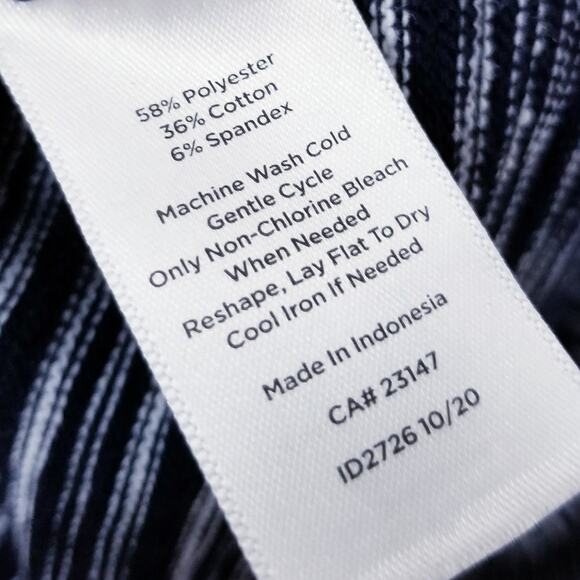 58% Polyester
36% Cotton
6% Spandex
Machine Wash Cold
Gentle Cycle
Only Non-Chlorine Bleach
When Needed
Reshape, Lay Flat To Dry
Cool Iron If Needed
Made In Indonesia
CA# 23147
ID2726 10/20